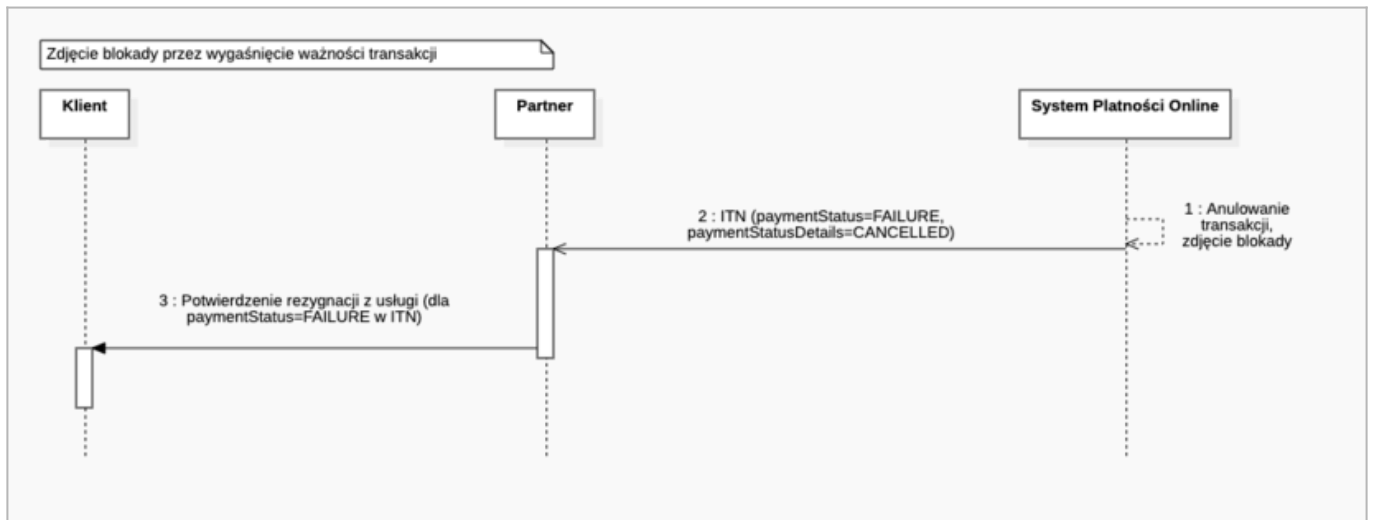 Zdjęcie blokady przez wygaśnięcie ważności transakcji
Klient
Partner
System Płatności Online
1 : Anulowanie
transakcji,
zdjęcie blokady
2 : ITN (paymentStatus=FAILURE,
paymentStatusDetails=CANCELLED)
3 : Potwierdzenie rezygnacji z usługi (dla
paymentStatus=FAILURE w ITN)